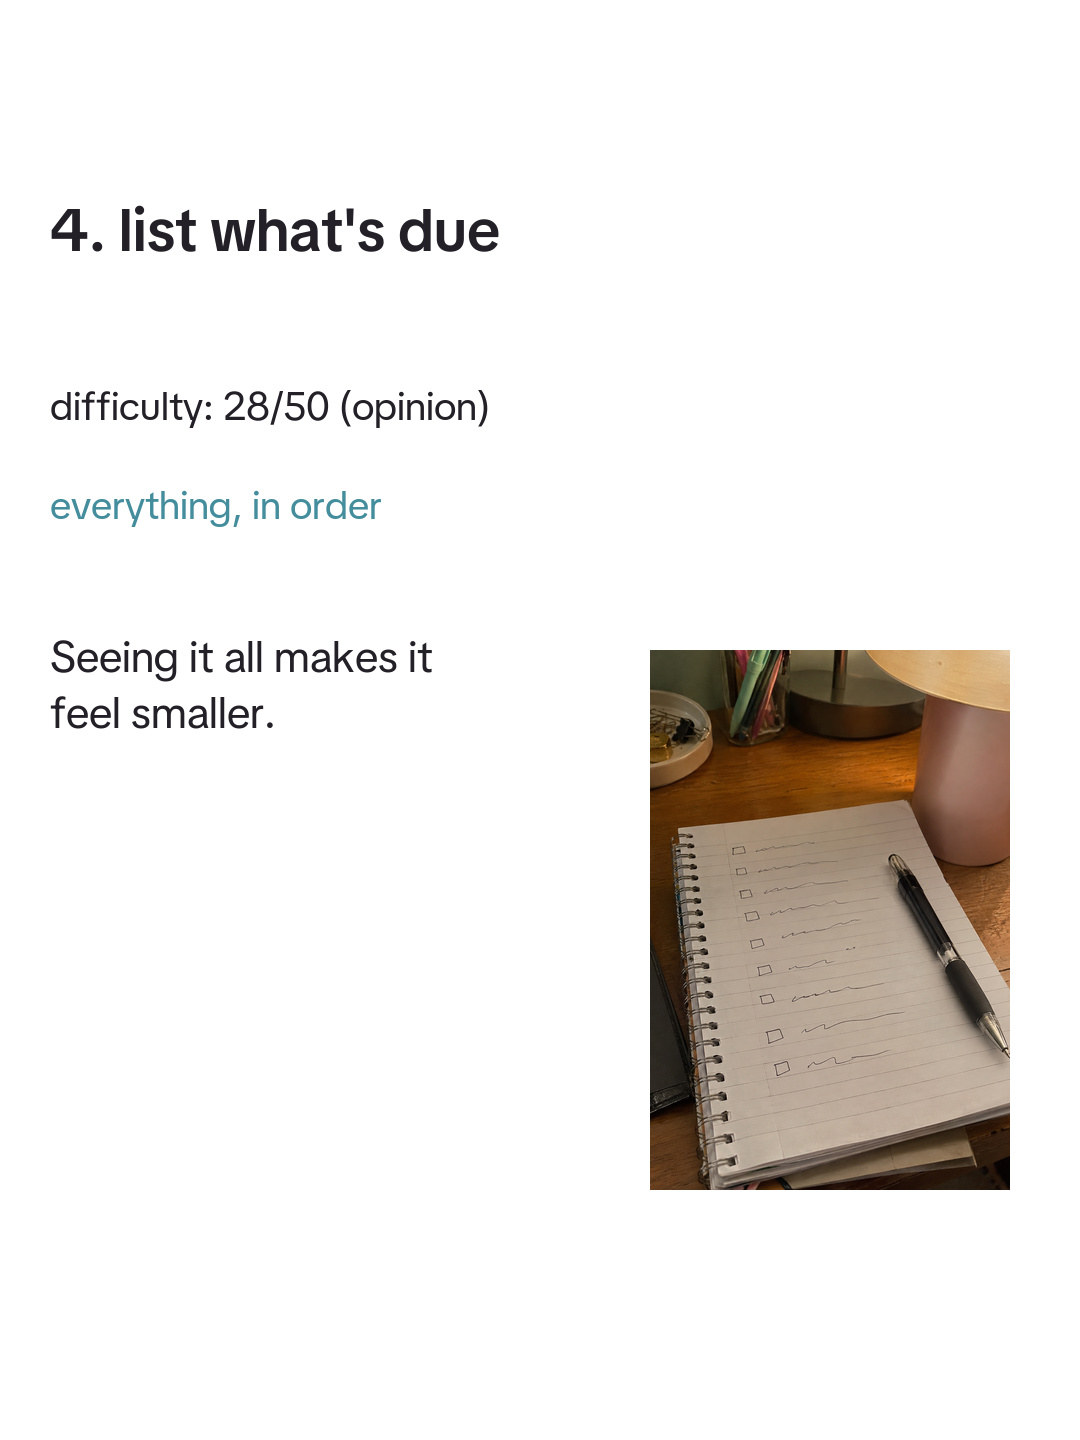 4. list what's due
difficulty: 28/50 (opinion)
everything, in order
Seeing it all makes it
feel smaller.